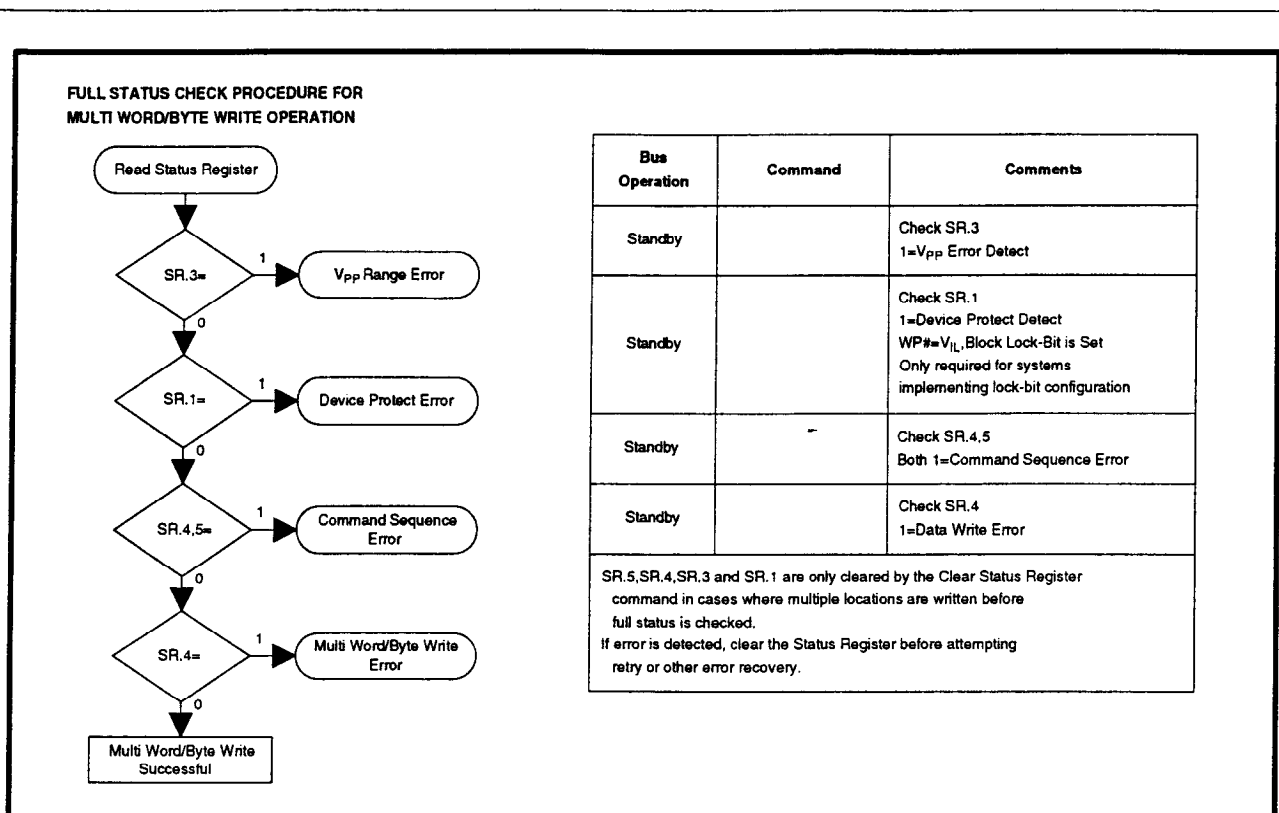 FULL STATUS CHECK PROCEDURE FOR
MULTI WORD/BYTE WRITE OPERATION
Read Status Register
SR.3=
1
VPP Range Error
0
SR.1=
1
Device Protect Error
0
SR.4,5=
1
Command Sequence
Error
0
SR.4=
1
Multi Word/Byte Write
Error
0
Multi Word/Byte Write
Successful
Bus
Operation
Command
Comments
Standby
Check SR.3
1=VPP Error Detect
Standby
Check SR.1
1=Device Protect Detect
WP#=VIL,Block Lock-Bit is Set
Only required for systems
implementing lock-bit configuration
Standby
Check SR.4,5
Both 1=Command Sequence Error
Standby
Check SR.4
1=Data Write Error
SR.5,SR.4,SR.3 and SR.1 are only cleared by the Clear Status Register
command in cases where multiple locations are written before
full status is checked.
If error is detected, clear the Status Register before attempting
retry or other error recovery.